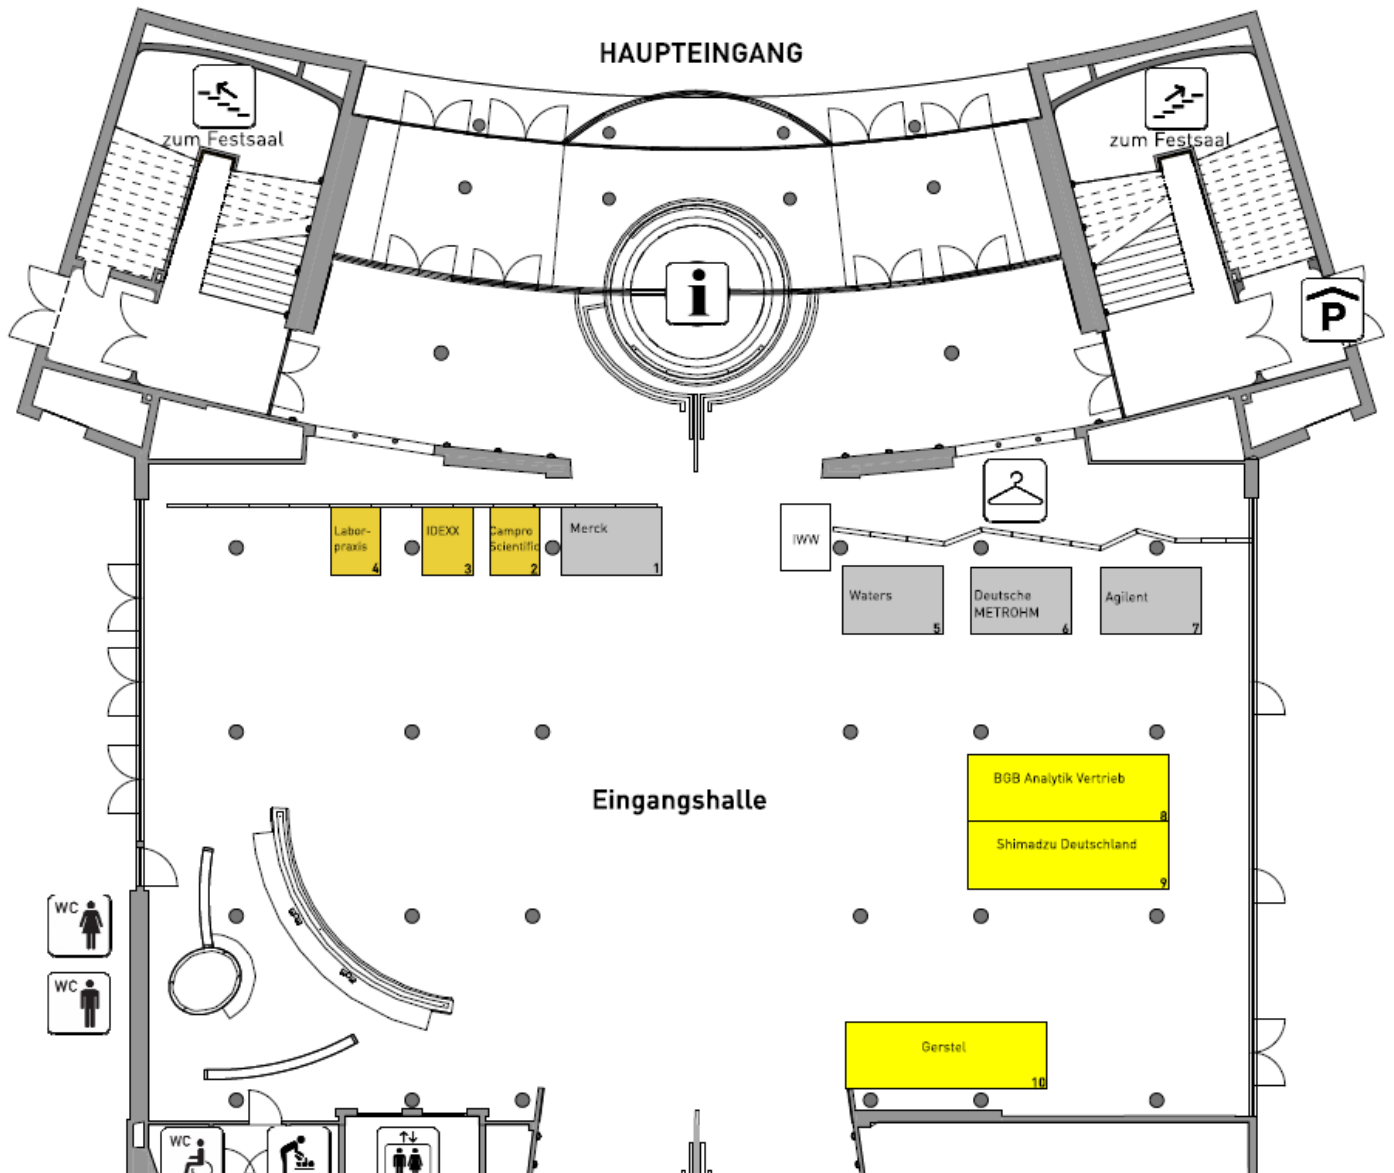 HAUPTEINGANG
zum Festsaal
zum Festsaal
i
P
Labor-
praxis
4
IDEXX
3
Campro
Scientific
2
Merck
1
IWW
Waters
5
Deutsche
METROHM
6
Agilent
7
BGB Analytik Vertrieb
8
Eingangshalle
Shimadzu Deutschland
9
WC
WC
Gerstel
10
WC